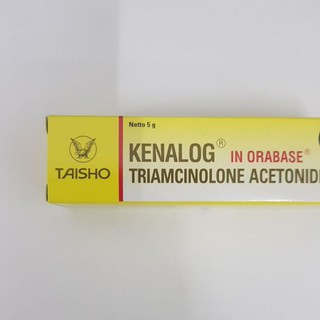 Netto 5 g
KENALOG® IN ORABASE®
TRIAMCINOLONE ACETONID
TAISHO